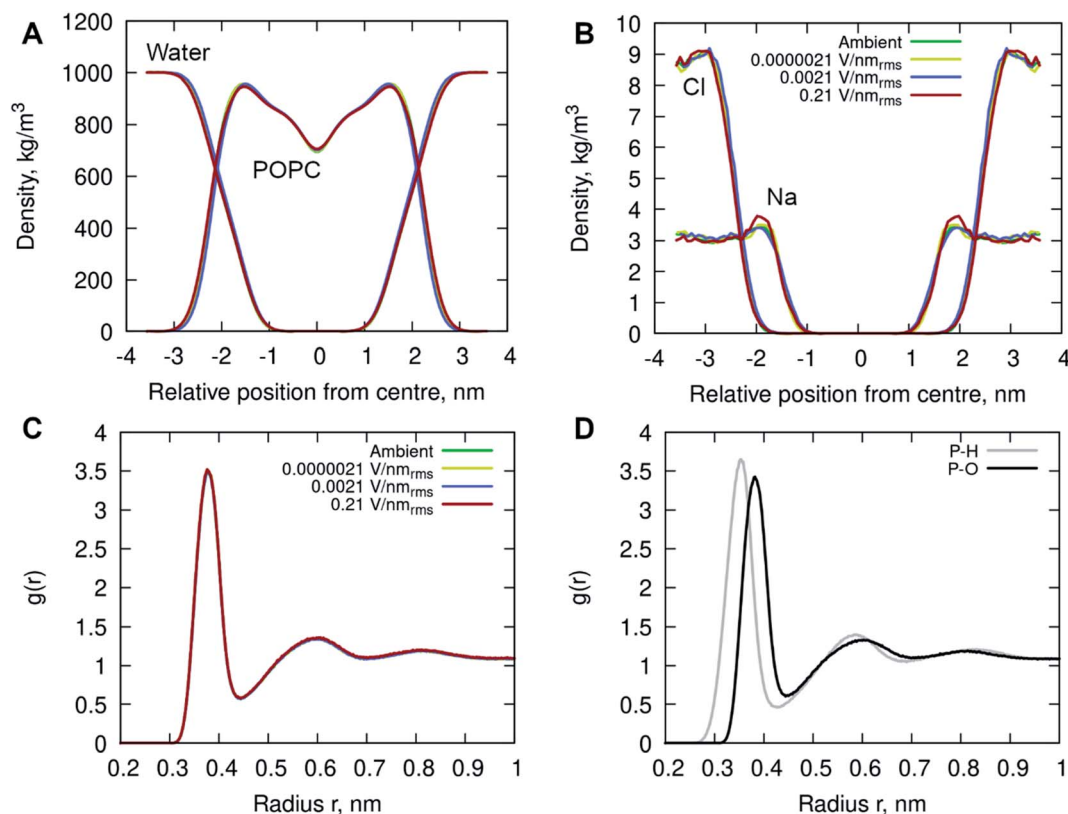 A
Water
POPC
Density, kg/m³
1200
1000
800
600
400
200
0
-4 -3 -2 -1 0 1 2 3 4
Relative position from centre, nm
B
Ambient
0.0000021 V/nmrms
0.0021 V/nmrms
0.21 V/nmrms
Cl
Na
Density, kg/m³
10
9
8
7
6
5
4
3
2
1
0
-4 -3 -2 -1 0 1 2 3 4
Relative position from centre, nm
C
Ambient
0.0000021 V/nmrms
0.0021 V/nmrms
0.21 V/nmrms
g(r)
4
3.5
3
2.5
2
1.5
1
0.5
0
0.2 0.3 0.4 0.5 0.6 0.7 0.8 0.9 1
Radius r, nm
D
P-H
P-O
g(r)
4
3.5
3
2.5
2
1.5
1
0.5
0
0.2 0.3 0.4 0.5 0.6 0.7 0.8 0.9 1
Radius r, nm